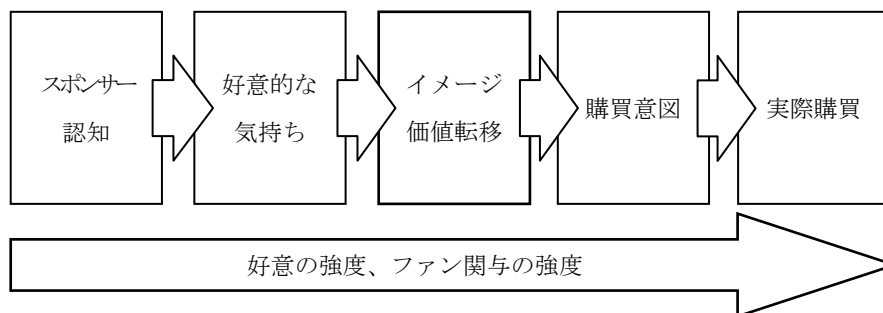 スポンサー
認知
好意的な
気持ち
イメージ
価値転移
購買意図
実際購買
好意の強度、ファン関与の強度